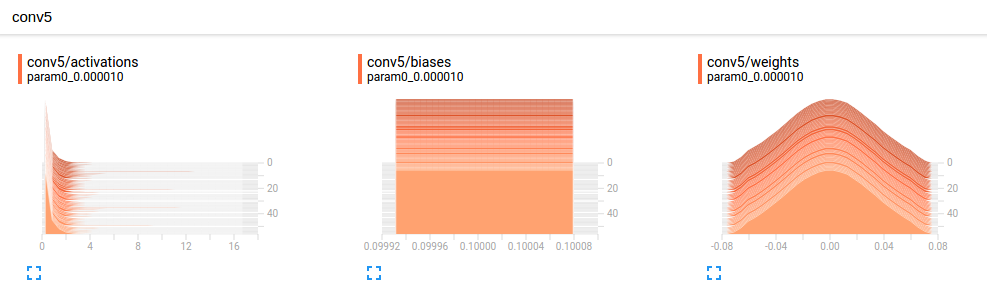 conv5
conv5/activations
param0_0.000010
0
20
40
0 4 8 12 16
conv5/biases
param0_0.000010
0
20
40
0.09992 0.09996 0.10000 0.10004 0.10008
conv5/weights
param0_0.000010
0
20
40
-0.08 -0.04 0.00 0.04 0.08